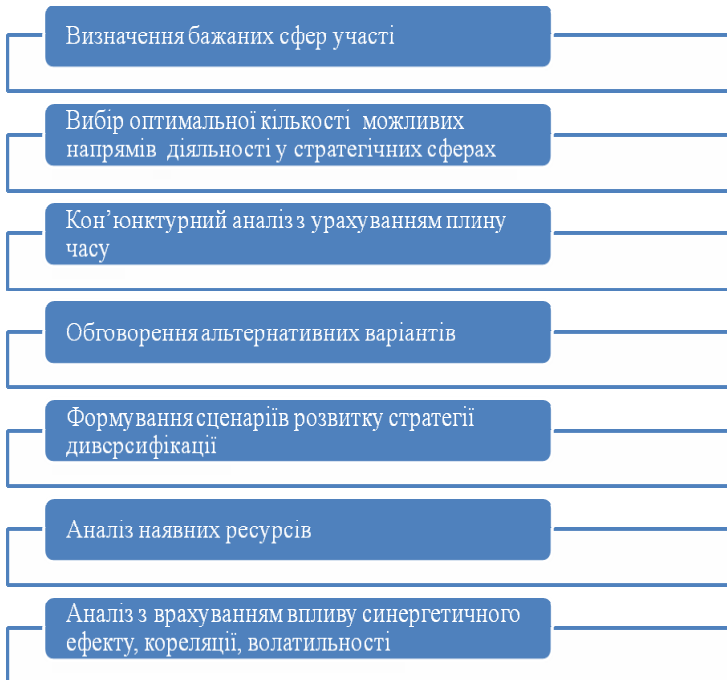 Визначення бажаних сфер участі
Вибір оптимальної кількості можливих
напрямів діяльності у стратегічних сферах
Кон’юнктурний аналіз з урахуванням плину
часу
Обговорення альтернативних варіантів
Формування сценаріїв розвитку стратегії
диверсифікації
Аналіз наявних ресурсів
Аналіз з врахуванням впливу синергетичного
ефекту, кореляції, волатильності